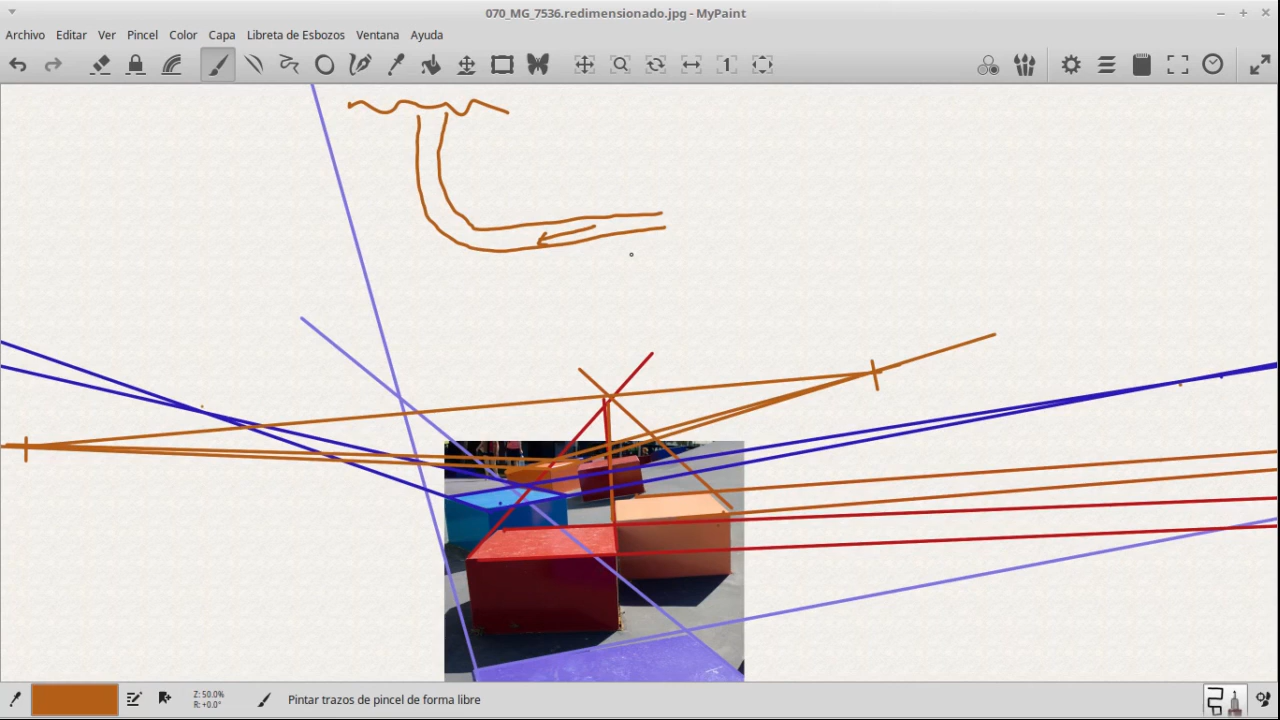 070_MG_7536.redimensionado.jpg - MyPaint
Archivo Editar Ver Pincel Color Capa Libreta de Esbozos Ventana Ayuda
1
Z: 50.0%
R: +0.0°
Pintar trazos de pincel de forma libre